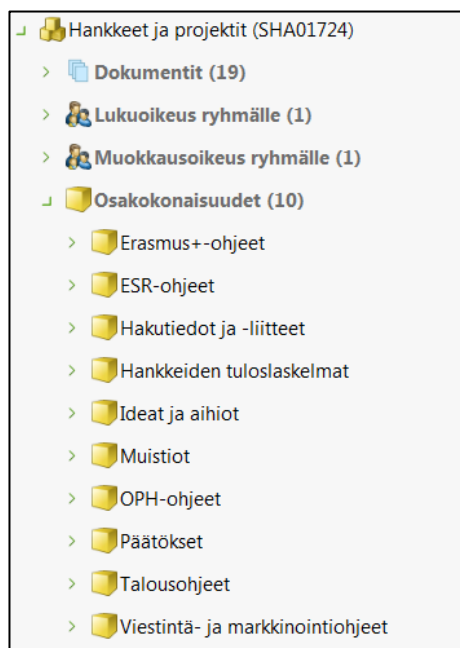 Hankkeet ja projektit (SHA01724)
Dokumentit (19)
Lukuoikeus ryhmälle (1)
Muokkausoikeus ryhmälle (1)
Osakokonaisuudet (10)
Erasmus+-ohjeet
ESR-ohjeet
Hakutiedot ja -liitteet
Hankkeiden tuloslaskelmat
Ideat ja aihiot
Muistiot
OPH-ohjeet
Päätökset
Talousohjeet
Viestintä- ja markkinointiohjeet